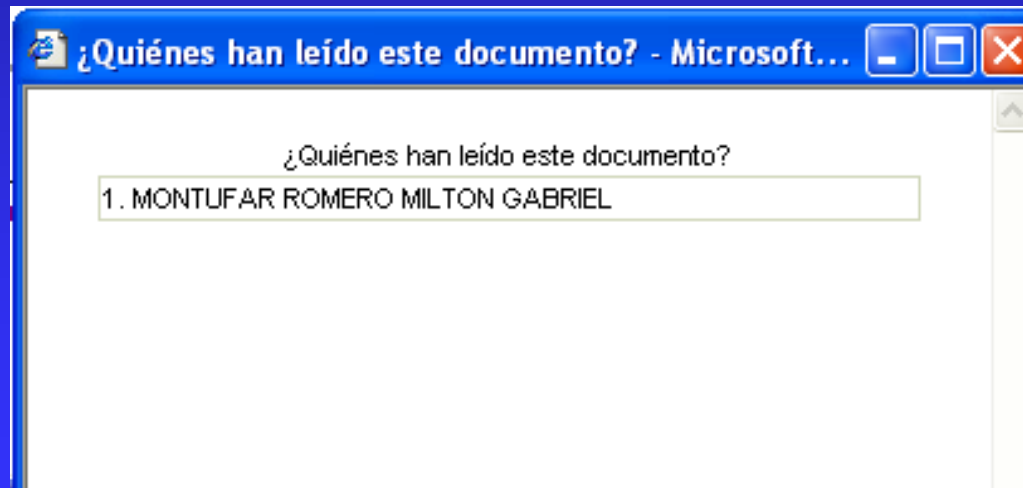 ¿Quiénes han leído este documento? - Microsoft...
¿Quiénes han leído este documento?
1. MONTUFAR ROMERO MILTON GABRIEL